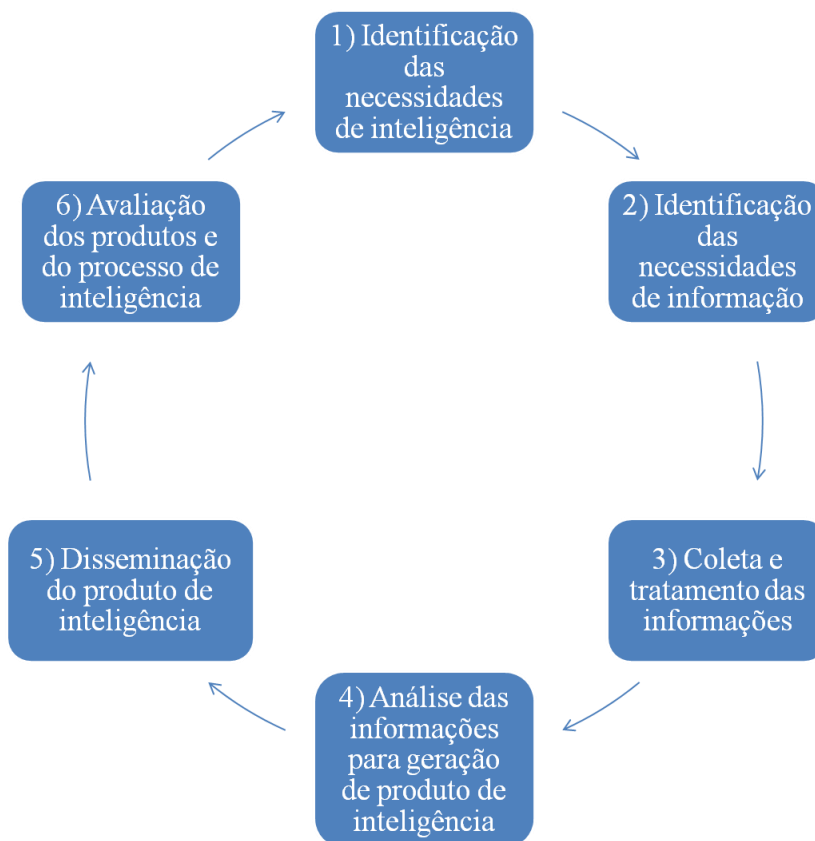 1) Identificação
das
necessidades
de inteligência
2) Identificação
das
necessidades
de informação
3) Coleta e
tratamento das
informações
4) Análise das
informações
para geração
de produto de
inteligência
5) Disseminação
do produto de
inteligência
6) Avaliação
dos produtos e
do processo de
inteligência